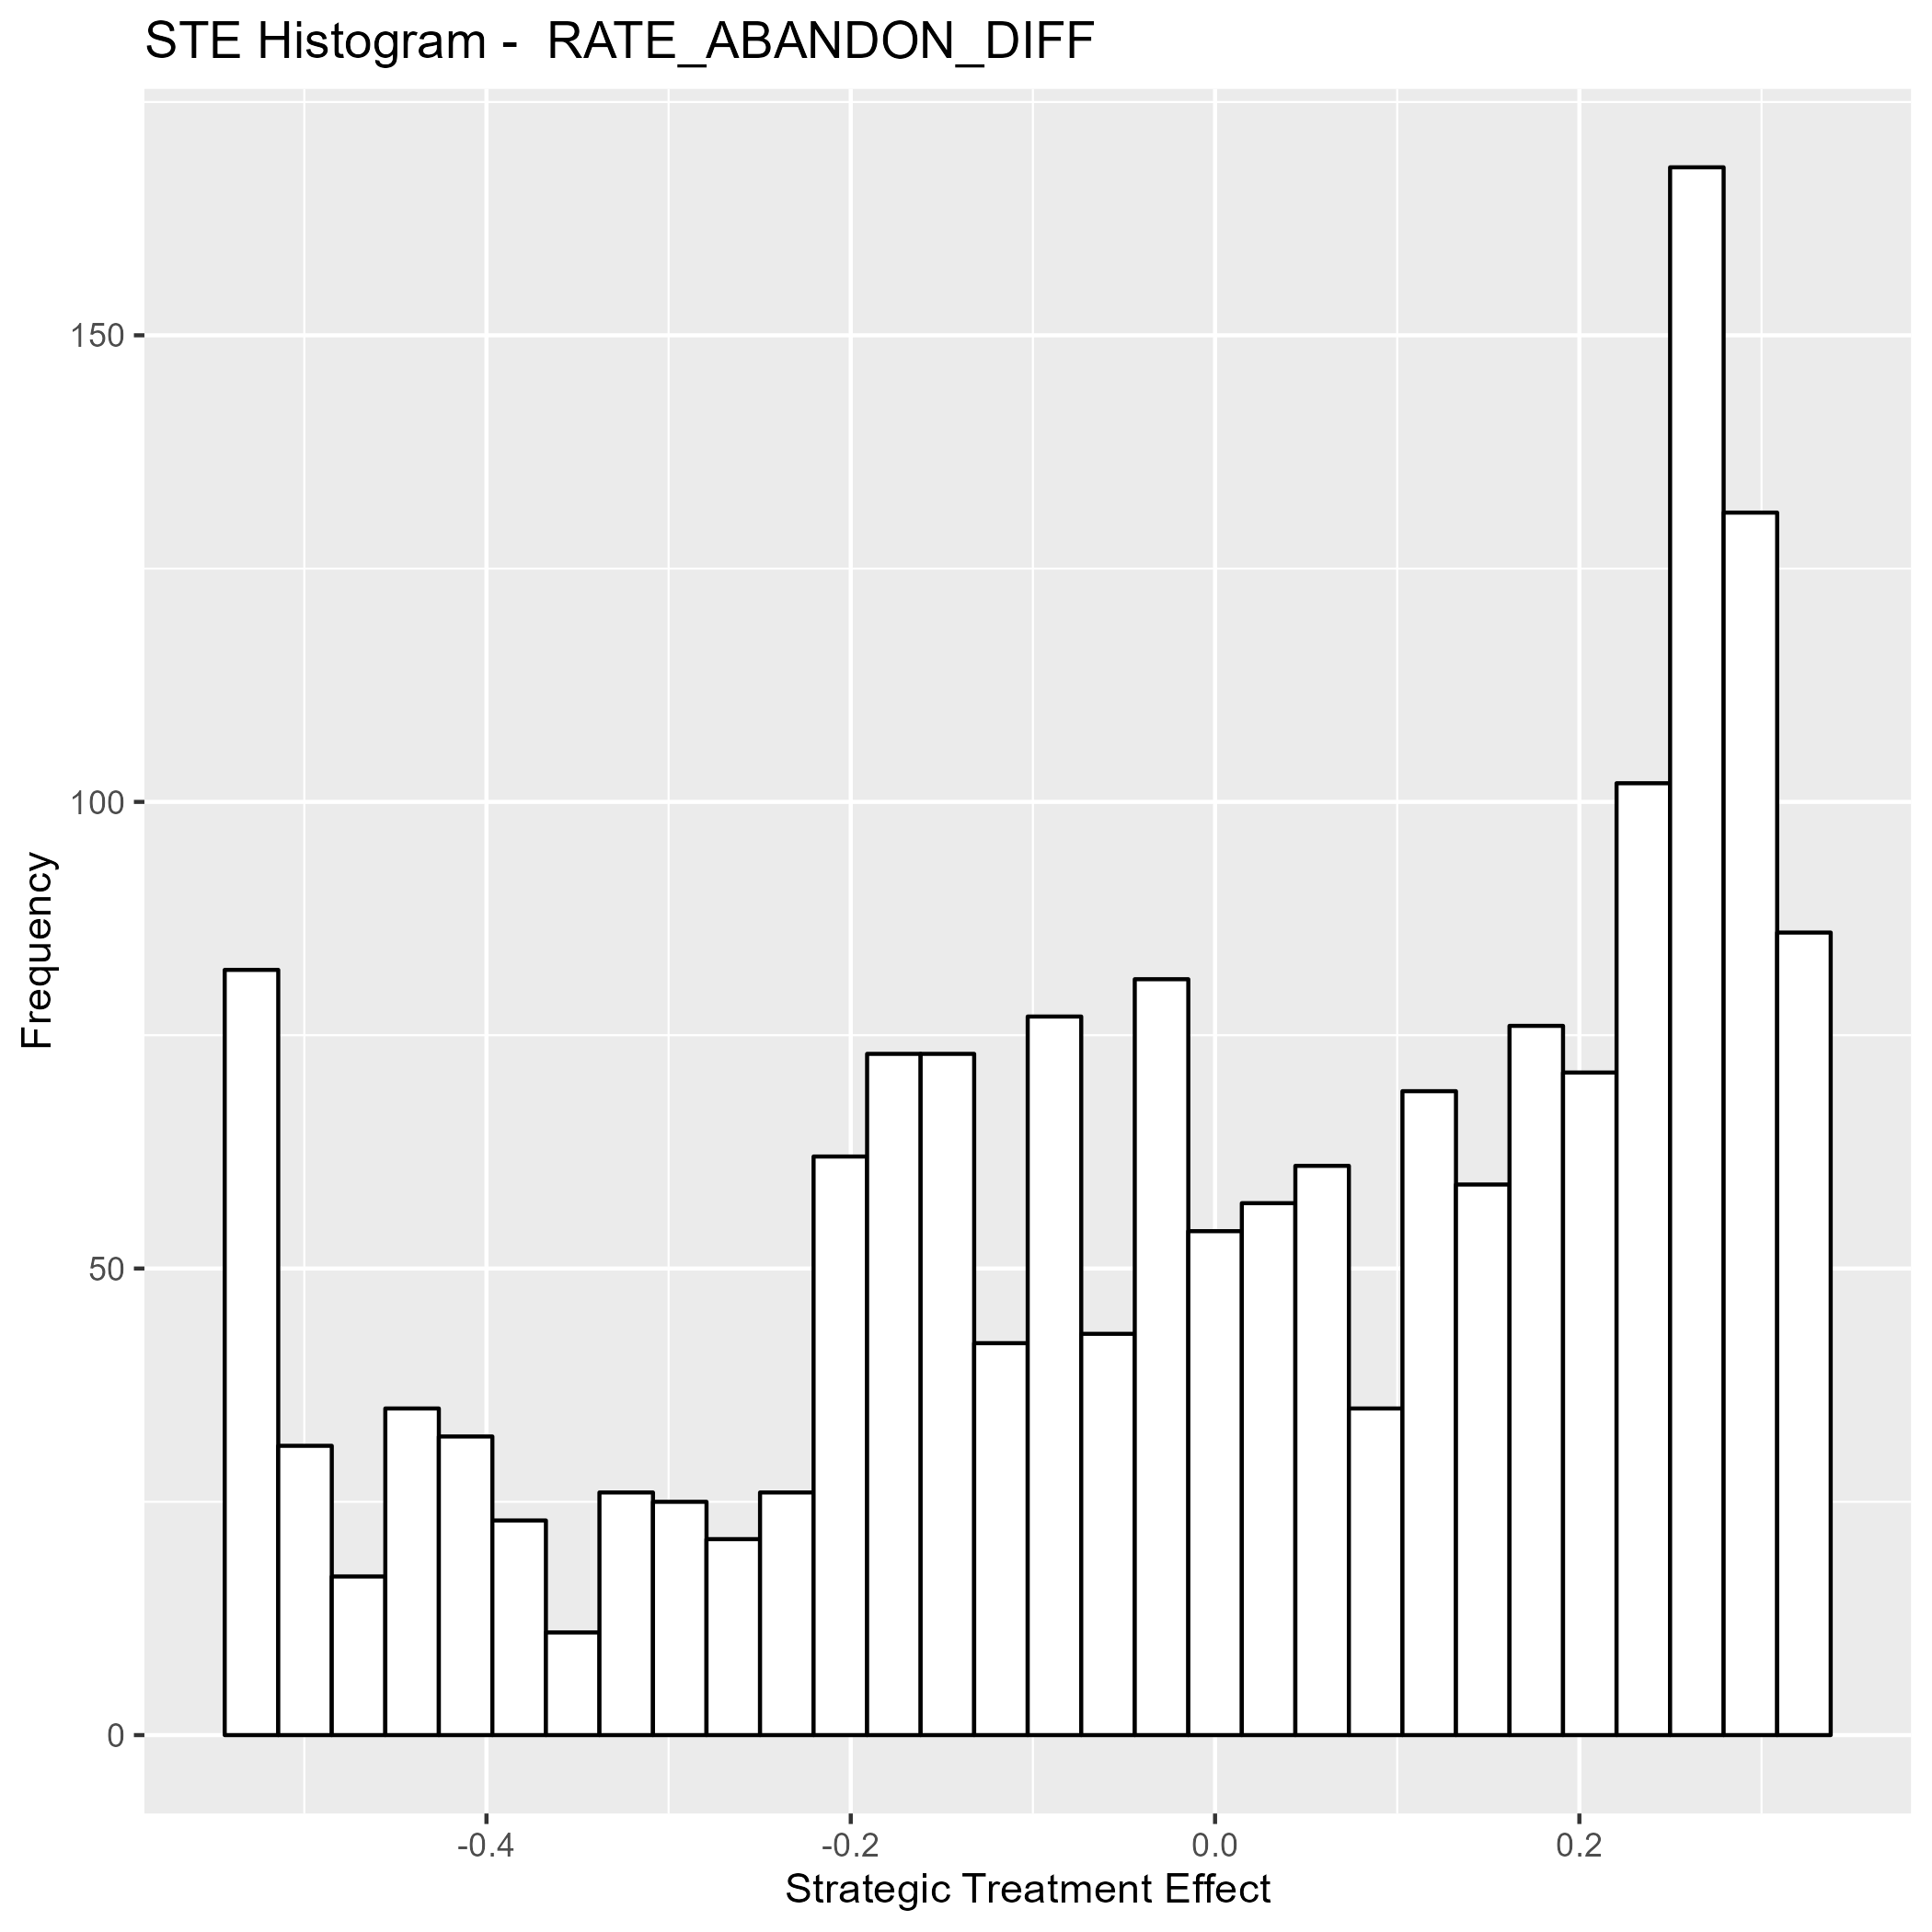 STE Histogram -  RATE_ABANDON_DIFF
150
100
50
0
Frequency
-0.4 -0.2 0.0 0.2
Strategic Treatment Effect